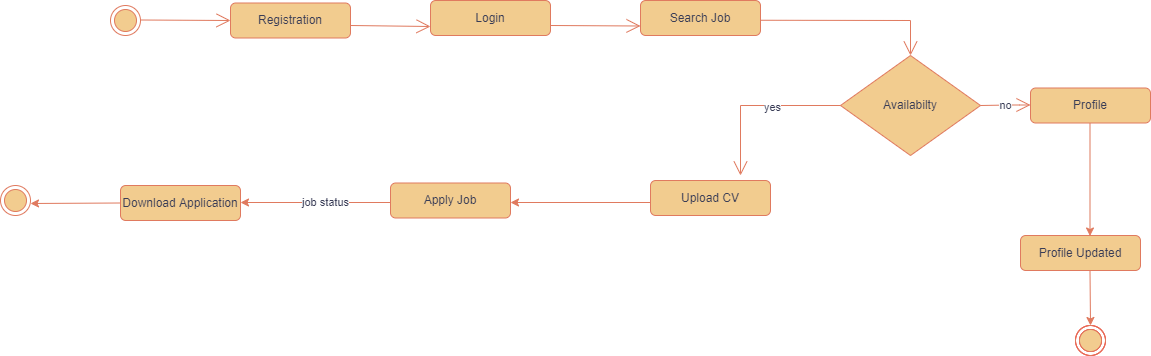 Registration
Login
Search Job
Availabilty
yes
no
Profile
Download Application
job status
Apply Job
Upload CV
Profile Updated